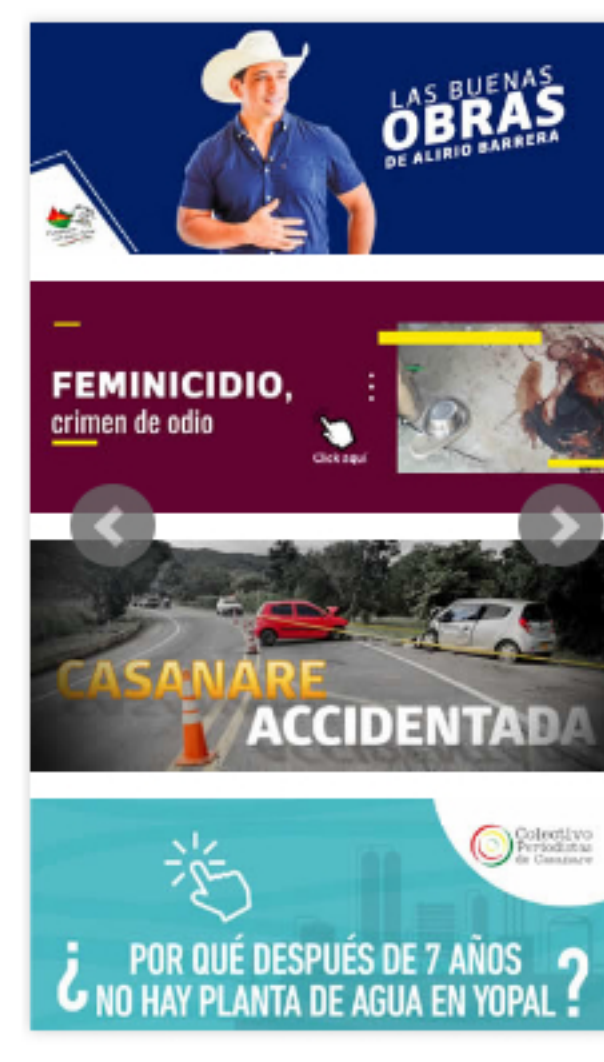 LAS BUENAS
OBRAS
DE ALIRIO BARRERA
FEMINICIDIO,
crimen de odio
Click aquí
CASANARE
ACCIDENTADA
Colectivo
Periodistas
de Casanare
¿POR QUÉ DESPUÉS DE 7 AÑOS
NO HAY PLANTA DE AGUA EN YOPAL?